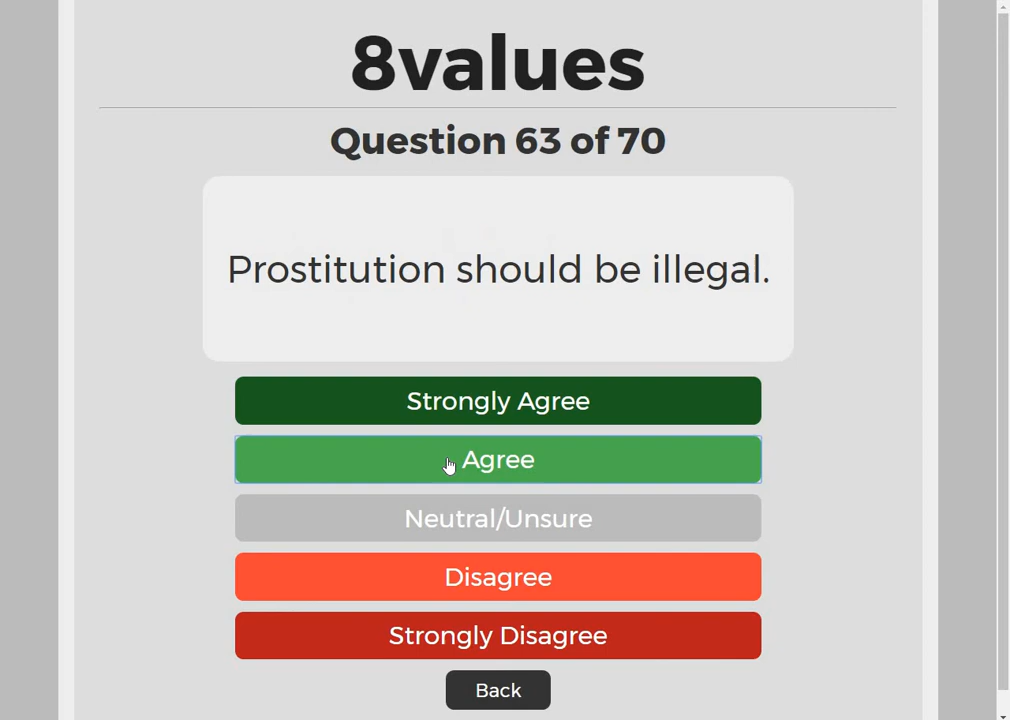 8values
Question 63 of 70
Prostitution should be illegal.
Strongly Agree
Agree
Neutral/Unsure
Disagree
Strongly Disagree
Back